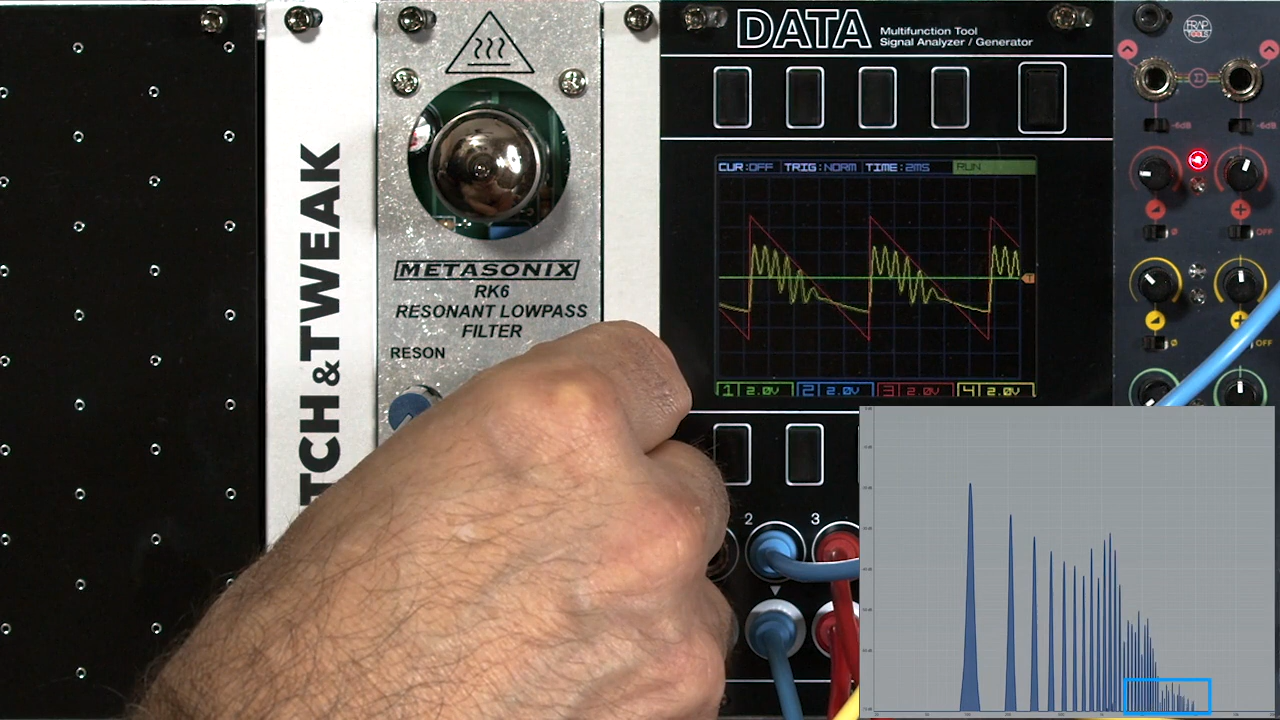 TCH & TWEAK
METASONIX
RK6
RESONANT LOWPASS
FILTER
RESON
DATA
Multifunction Tool
Signal Analyzer / Generator
CUR:OFF TRIG:NORM TIME:2MS RUN
1 2.0V 2 2.0V 3 2.0V 4 2.0V
2 3
FRAP
TOOLS
Σ
-6dB -6dB
OFF
OFF